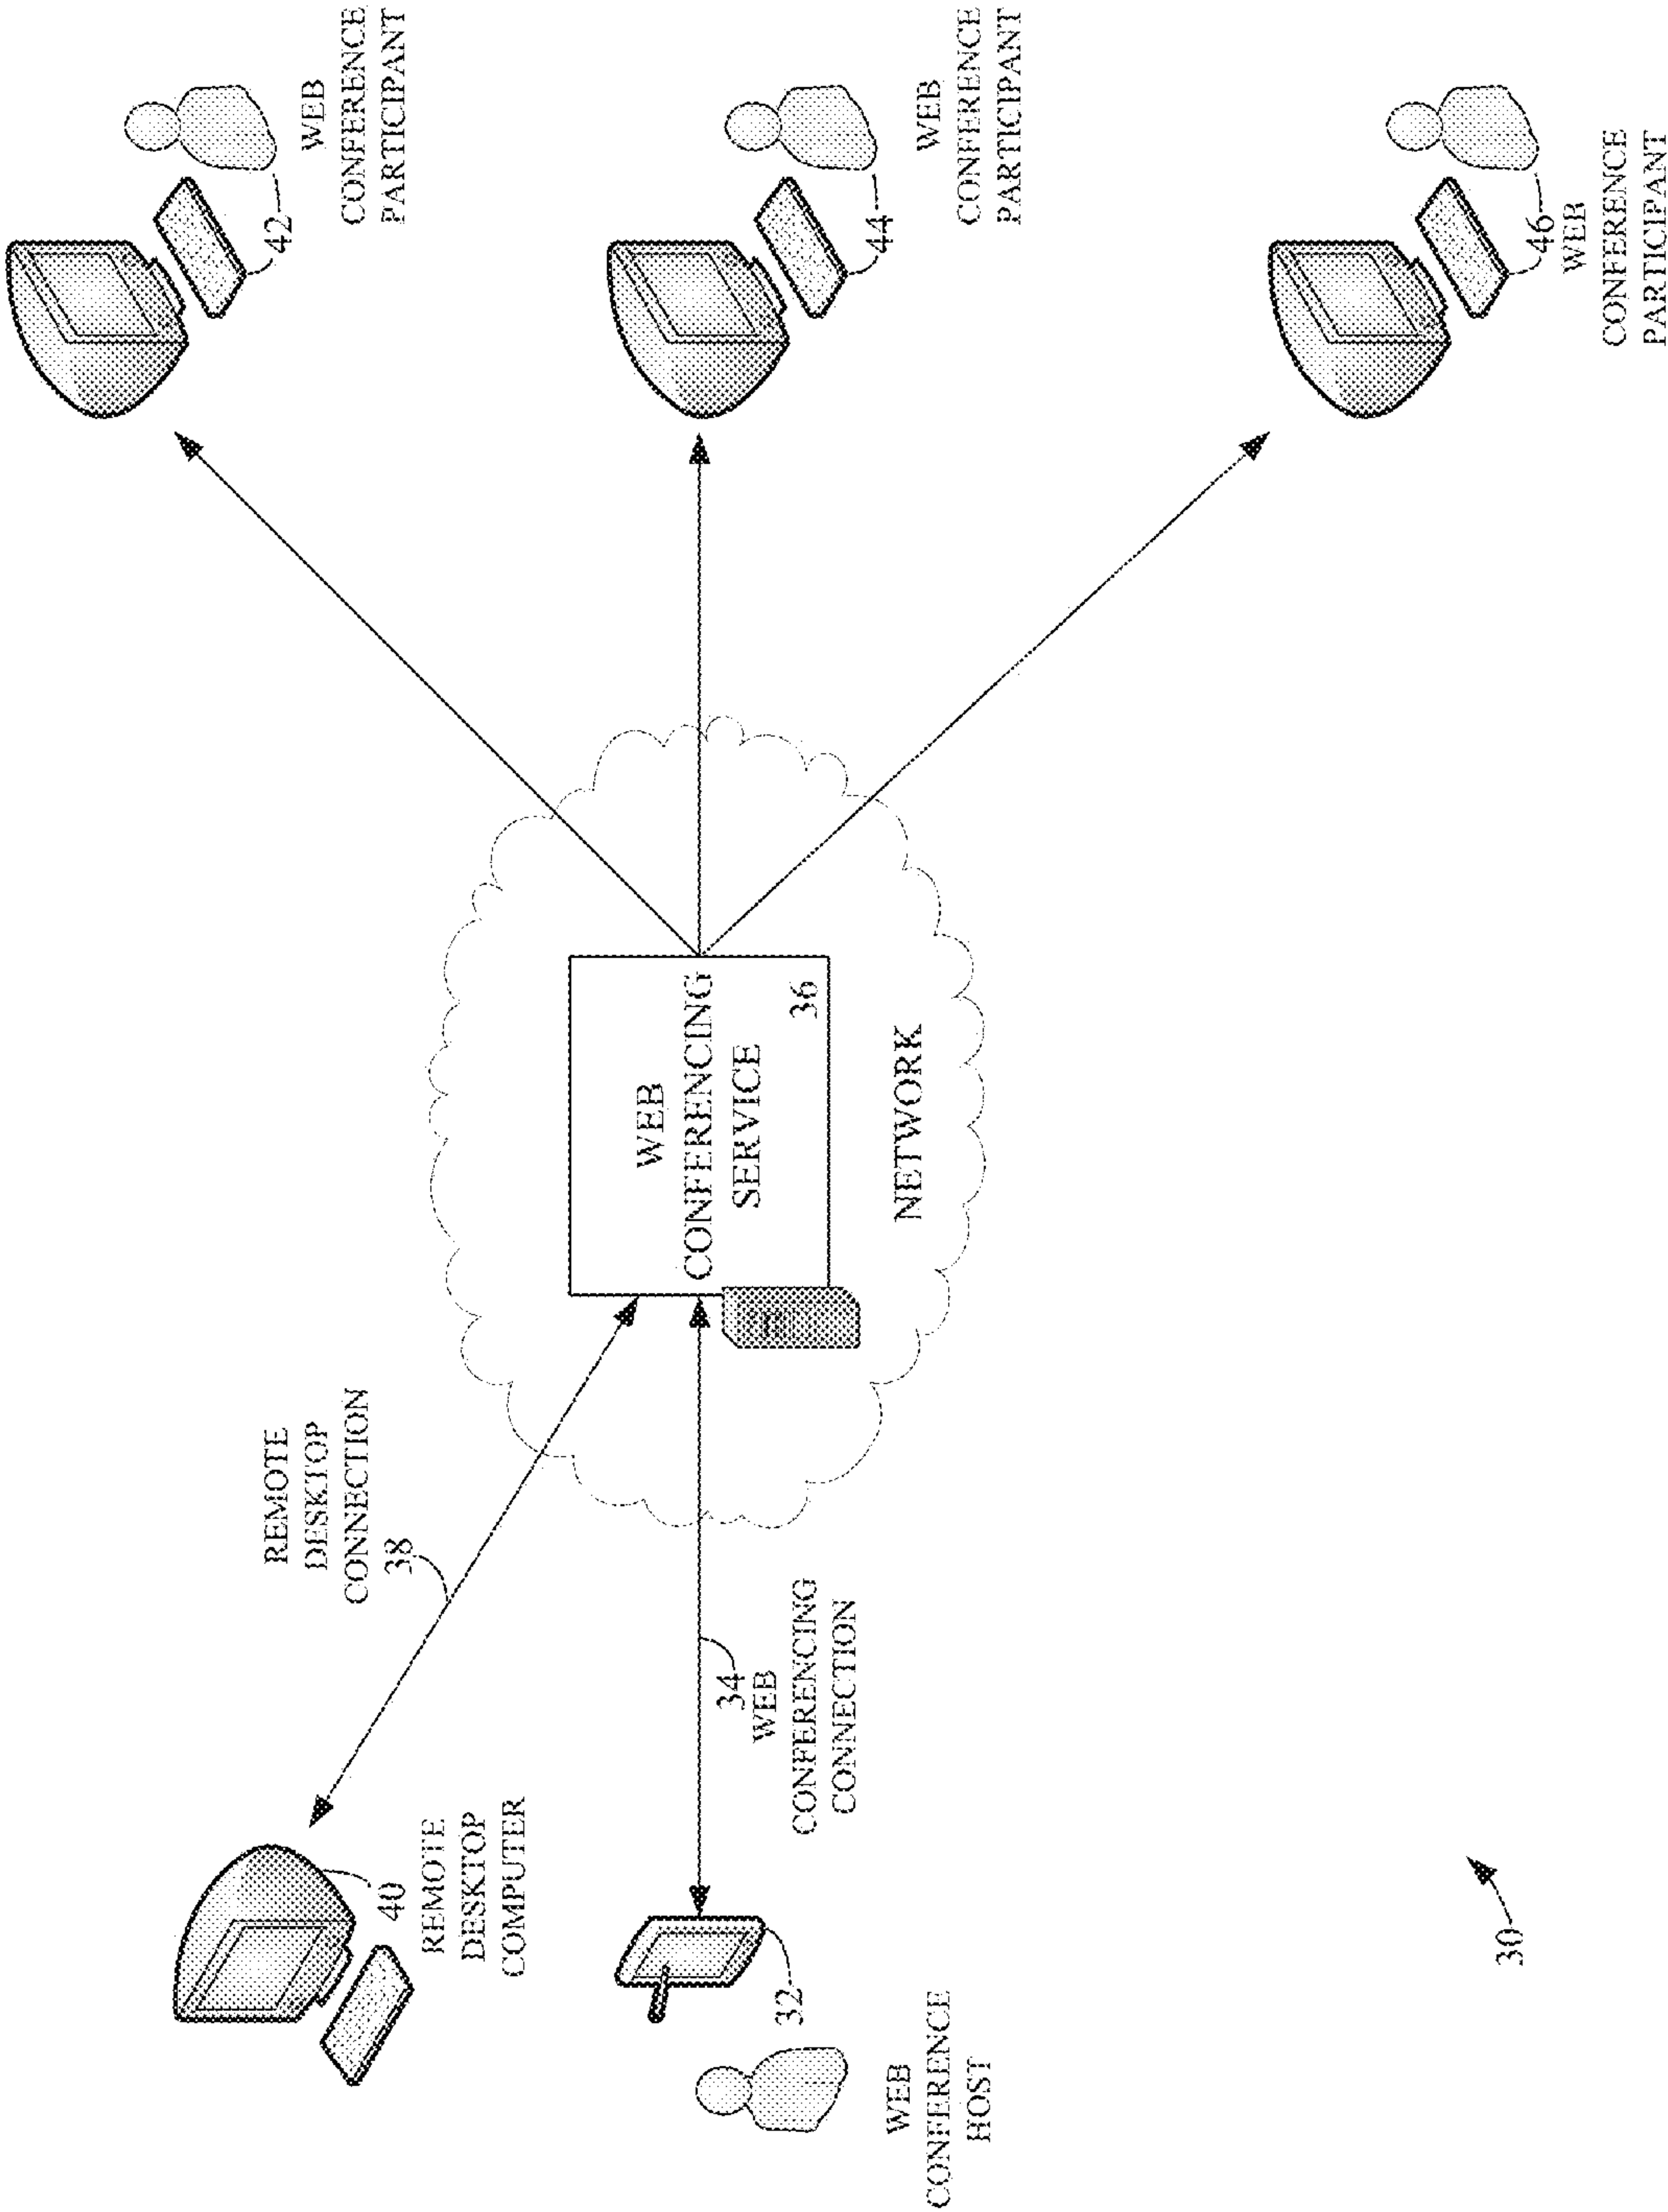 REMOTE
DESKTOP
CONNECTION
38
40
REMOTE
DESKTOP
COMPUTER
42
WEB
CONFERENCE
PARTICIPANT
WEB
CONFERENCING
SERVICE
36
NETWORK
34
WEB
CONFERENCING
CONNECTION
32
WEB
CONFERENCE
HOST
44
WEB
CONFERENCE
PARTICIPANT
46
WEB
CONFERENCE
PARTICIPANT
30